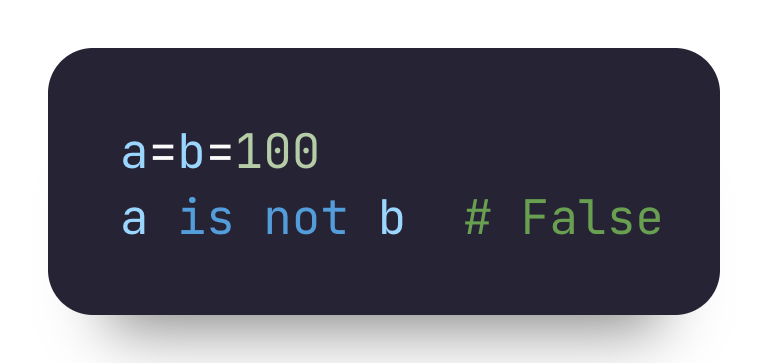 a=b=100
a is not b  # False